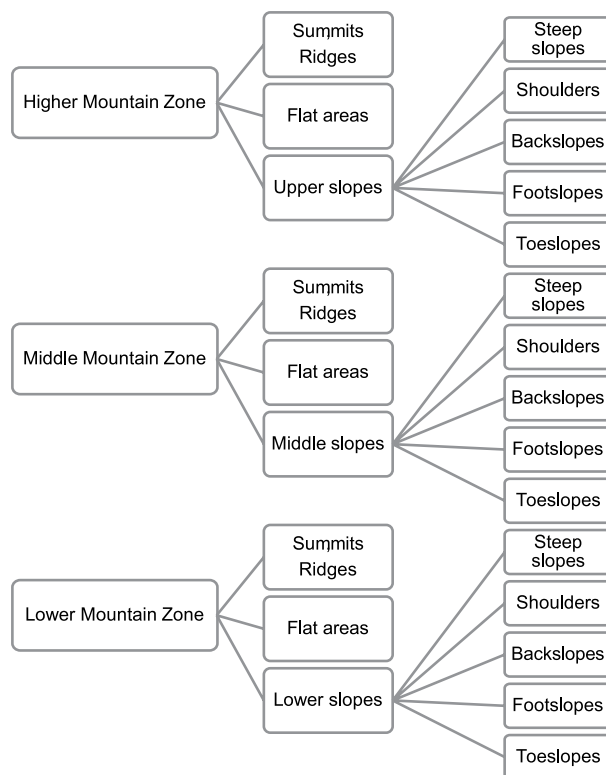 Higher Mountain Zone
Summits
Ridges
Flat areas
Upper slopes
Steep
slopes
Shoulders
Backslopes
Footslopes
Toeslopes
Middle Mountain Zone
Summits
Ridges
Flat areas
Middle slopes
Steep
slopes
Shoulders
Backslopes
Footslopes
Toeslopes
Lower Mountain Zone
Summits
Ridges
Flat areas
Lower slopes
Steep
slopes
Shoulders
Backslopes
Footslopes
Toeslopes